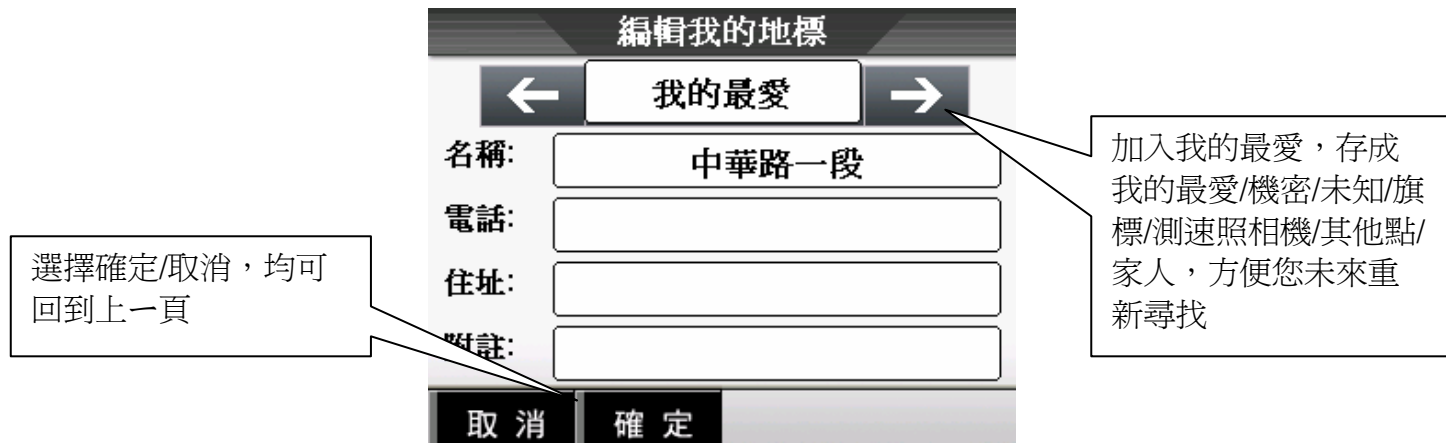 編輯我的地標
我的最愛
名稱: 中華路一段
電話:
住址:
附註:
取 消 確 定
選擇確定/取消，均可
回到上一頁
加入我的最愛，存成
我的最愛/機密/未知/旗
標/測速照相機/其他點/
家人，方便您未來重
新尋找